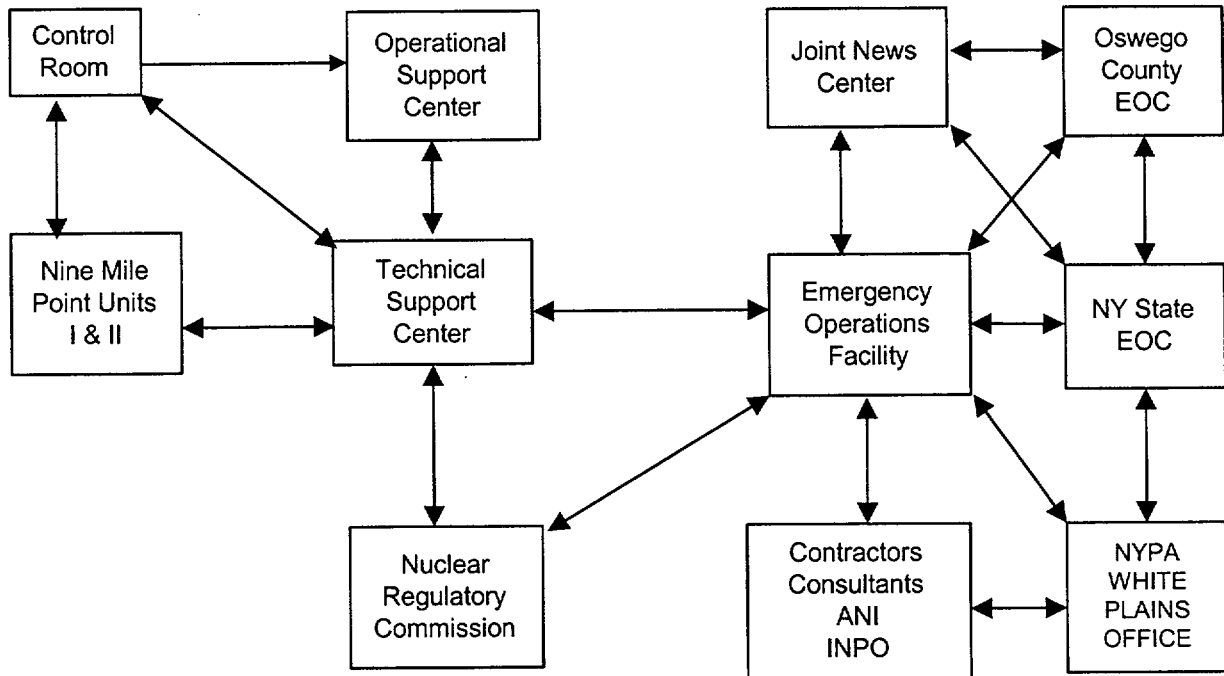 Control
Room
Operational
Support
Center
Joint News
Center
Oswego
County
EOC
Nine Mile
Point Units
I & II
Technical
Support
Center
Emergency
Operations
Facility
NY State
EOC
Nuclear
Regulatory
Commission
Contractors
Consultants
ANI
INPO
NYPA
WHITE
PLAINS
OFFICE